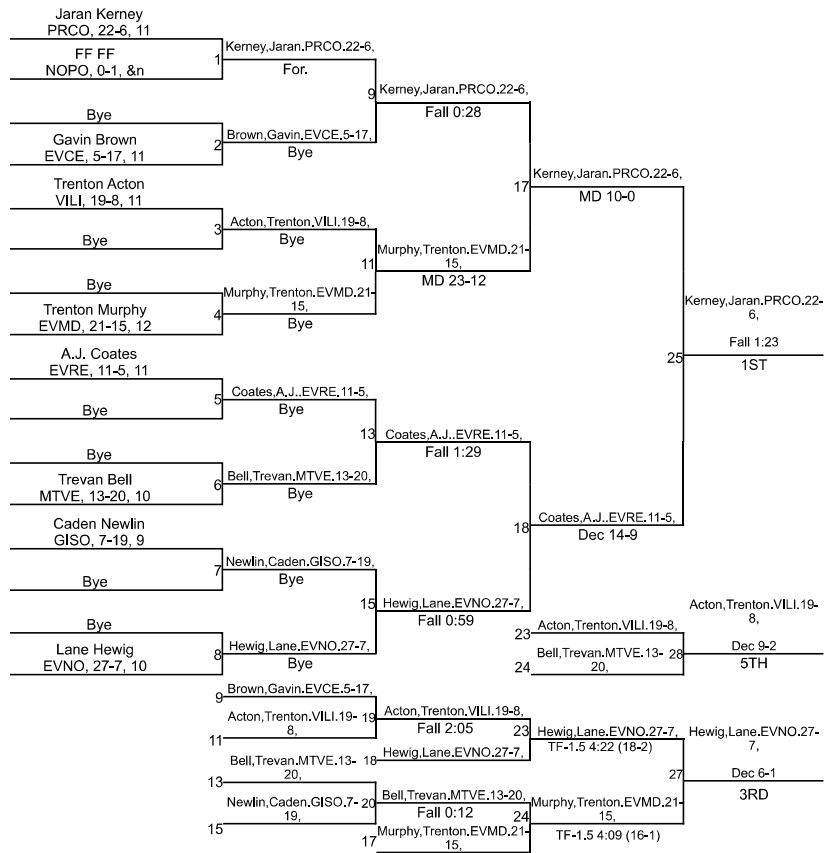 Jaran Kerney
PRCO, 22-6, 11
FF FF
NOPO, 0-1, &n
1
Kerney,Jaran.PRCO.22-6,
For.
Bye
Gavin Brown
EVCE, 5-17, 11
2
Brown,Gavin.EVCE.5-17,
Bye
9
Kerney,Jaran.PRCO.22-6,
Fall 0:28
Trenton Acton
VILI, 19-8, 11
Bye
3
Acton,Trenton.VILI.19-8,
Bye
Bye
Trenton Murphy
EVMD, 21-15, 12
4
Murphy,Trenton.EVMD.21-
15,
Bye
11
Murphy,Trenton.EVMD.21-
15,
MD 23-12
17
Kerney,Jaran.PRCO.22-6,
MD 10-0
A.J. Coates
EVRE, 11-5, 11
Bye
5
Coates,A.J..EVRE.11-5,
Bye
Bye
Trevan Bell
MTVE, 13-20, 10
6
Bell,Trevan.MTVE.13-20,
Bye
13
Coates,A.J..EVRE.11-5,
Fall 1:29
Caden Newlin
GISO, 7-19, 9
Bye
7
Newlin,Caden.GISO.7-19,
Bye
Bye
Lane Hewig
EVNO, 27-7, 10
8
Hewig,Lane.EVNO.27-7,
Bye
15
Hewig,Lane.EVNO.27-7,
Fall 0:59
18
Coates,A.J..EVRE.11-5,
Dec 14-9
25
Kerney,Jaran.PRCO.22-
6,
Fall 1:23
1ST
23
Acton,Trenton.VILI.19-8,
24
Bell,Trevan.MTVE.13-
20,
28
Acton,Trenton.VILI.19-
8,
Dec 9-2
5TH
9
Brown,Gavin.EVCE.5-17,
11
Acton,Trenton.VILI.19-
8,
19
Acton,Trenton.VILI.19-8,
Fall 2:05
18
Hewig,Lane.EVNO.27-7,
23
Hewig,Lane.EVNO.27-7,
TF-1.5 4:22 (18-2)
13
Bell,Trevan.MTVE.13-
20,
15
Newlin,Caden.GISO.7-
19,
20
Bell,Trevan.MTVE.13-20,
Fall 0:12
17
Murphy,Trenton.EVMD.21-
15,
24
Murphy,Trenton.EVMD.21-
15,
TF-1.5 4:09 (16-1)
27
Hewig,Lane.EVNO.27-
7,
Dec 6-1
3RD